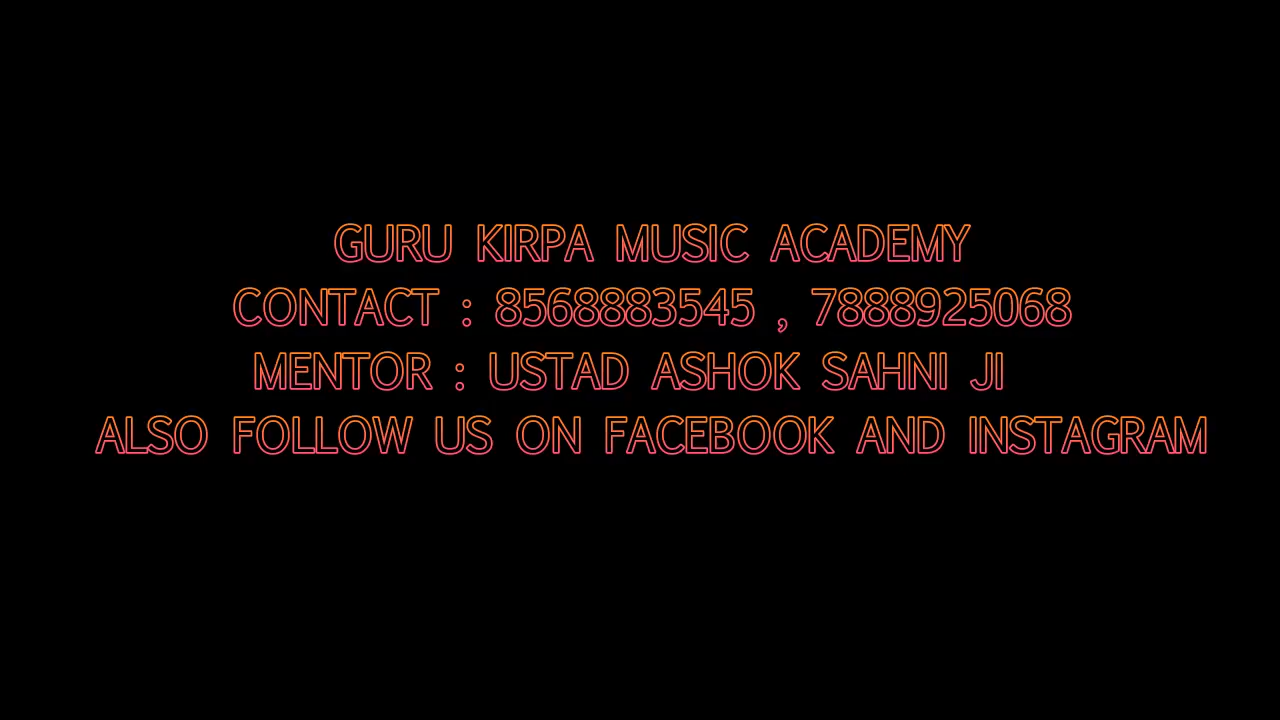 GURU KIRPA MUSIC ACADEMY
CONTACT : 8568883545 , 7888925068
MENTOR : USTAD ASHOK SAHNI JI
ALSO FOLLOW US ON FACEBOOK AND INSTAGRAM